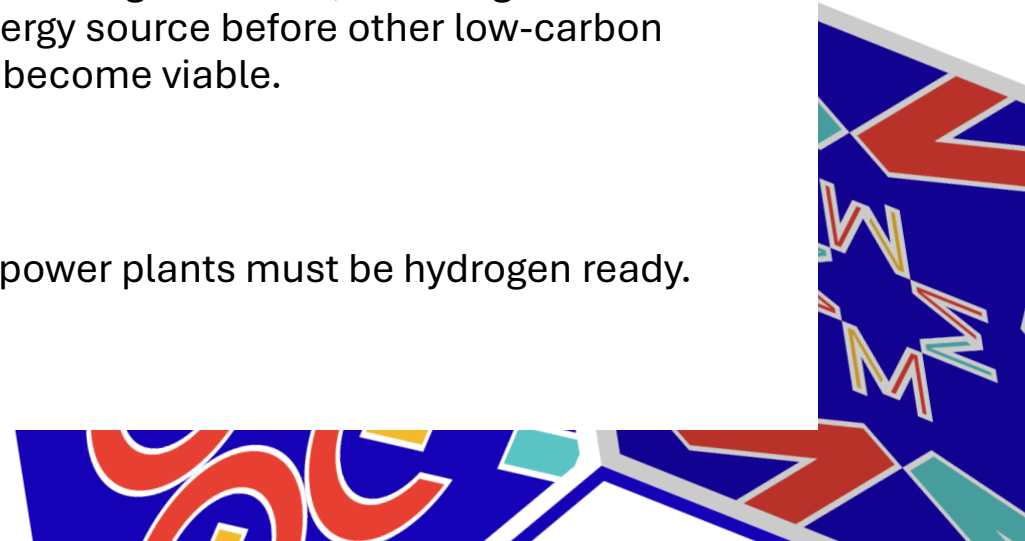 ergy source before other low-carbon
become viable.
power plants must be hydrogen ready.